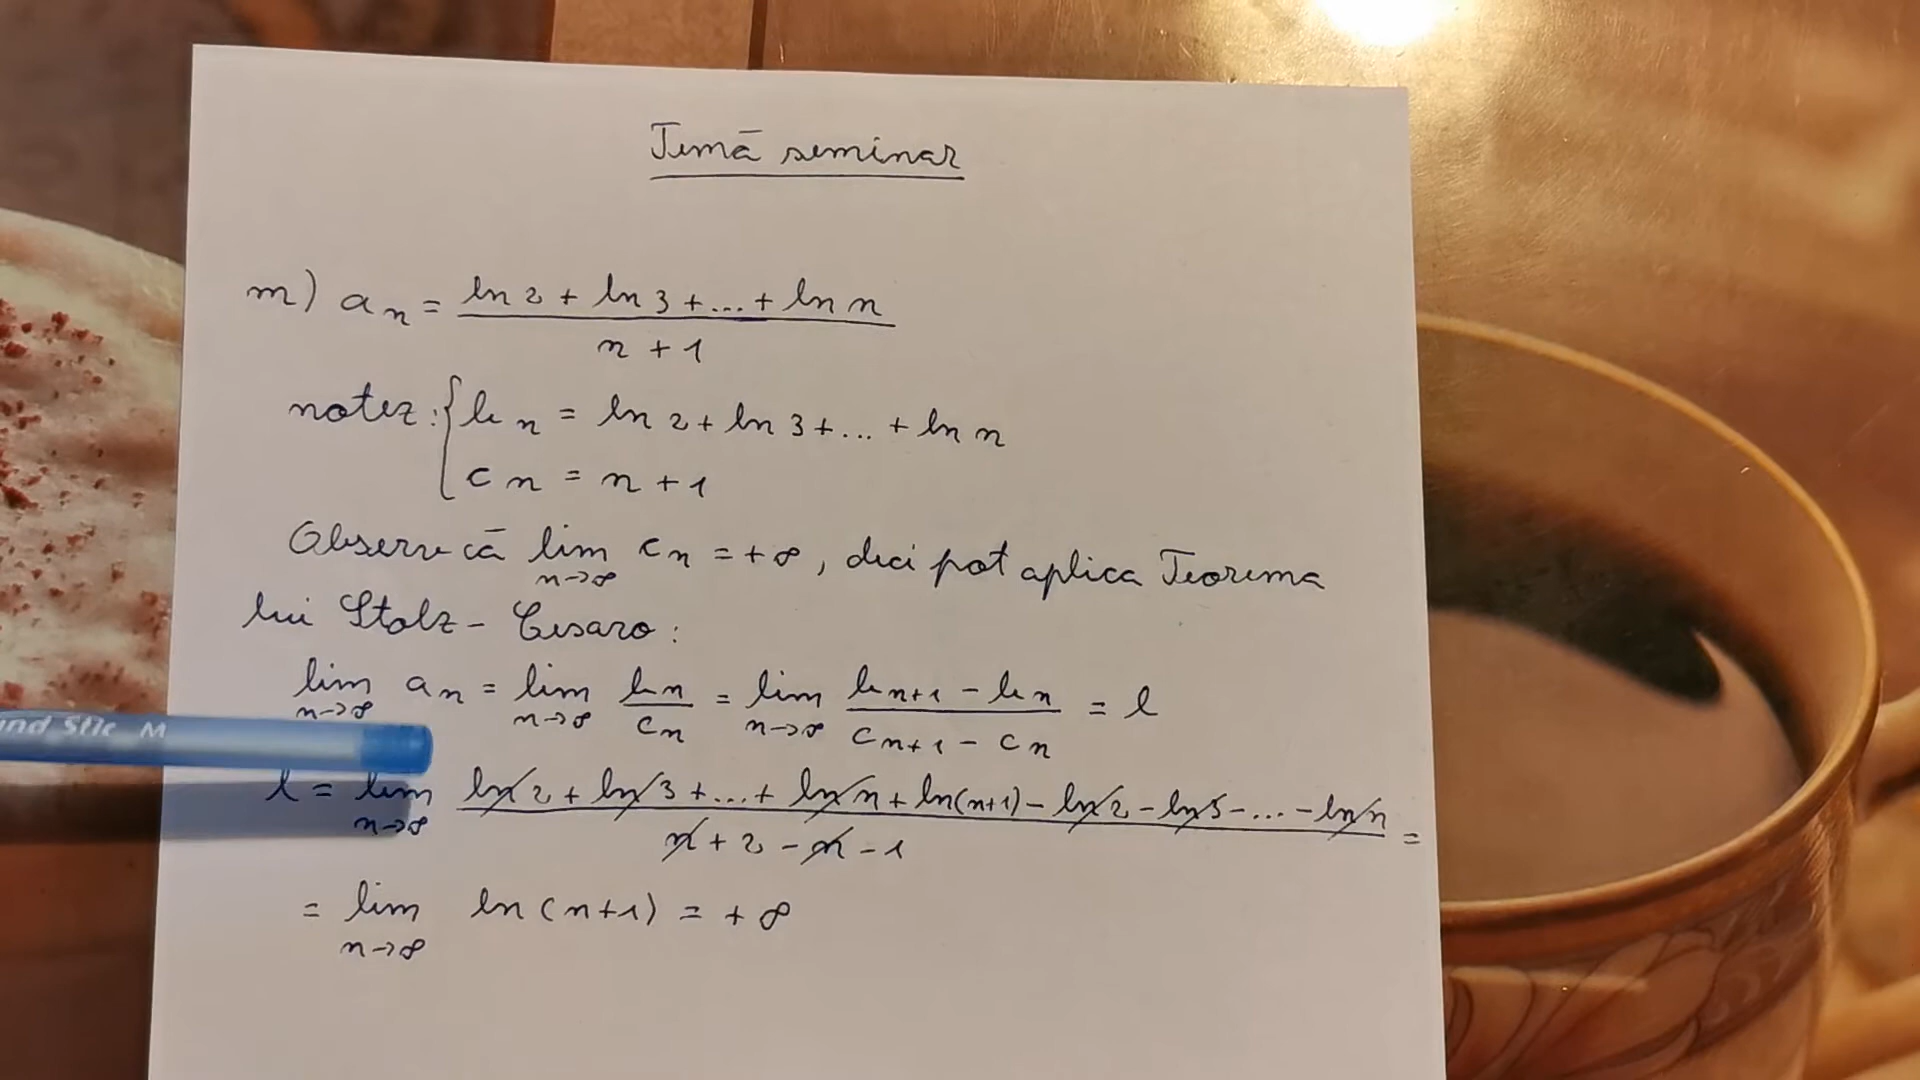 Temă seminar
m) aₙ = (ln 2 + ln 3 + ... + ln n) / (n + 1)
notez: { bₙ = ln 2 + ln 3 + ... + ln n
cₙ = n + 1
Observ că lim n→∞ cₙ = +∞, deci pot aplica Teorema
lui Stolz - Cesaro:
lim n→∞ aₙ = lim n→∞ bₙ / cₙ = lim n→∞ (bₙ₊₁ - bₙ) / (cₙ₊₁ - cₙ) = l
nd Stic M
l = lim n→∞ (ln 2 + ln 3 + ... + ln n + ln(n+1) - ln 2 - ln 3 - ... - ln n) / (n + 2 - n - 1) =
= lim n→∞ ln(n+1) = +∞